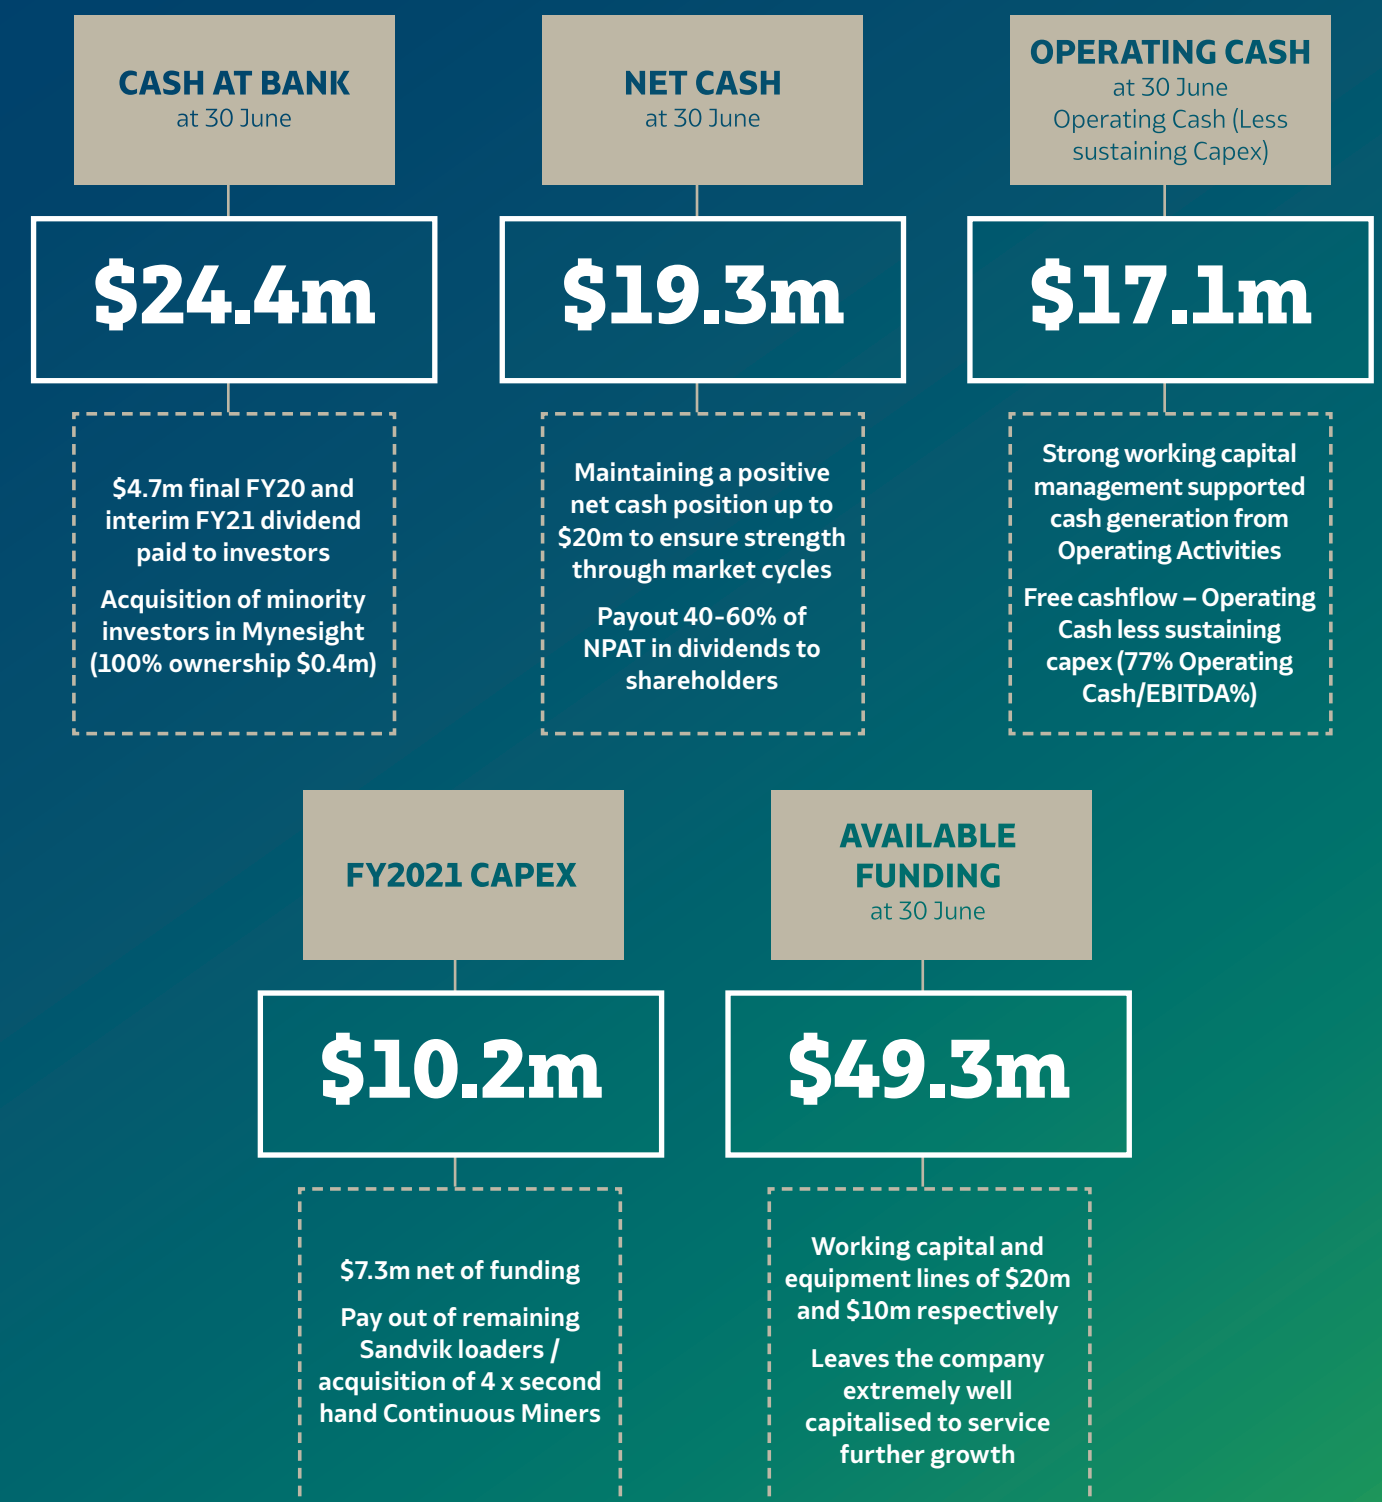 CASH AT BANK
at 30 June
$24.4m
$4.7m final FY20 and
interim FY21 dividend
paid to investors
Acquisition of minority
investors in Mynesight
(100% ownership $0.4m)
NET CASH
at 30 June
$19.3m
Maintaining a positive
net cash position up to
$20m to ensure strength
through market cycles
Payout 40-60% of
NPAT in dividends to
shareholders
OPERATING CASH
at 30 June
Operating Cash (Less
sustaining Capex)
$17.1m
Strong working capital
management supported
cash generation from
Operating Activities
Free cashflow – Operating
Cash less sustaining
capex (77% Operating
Cash/EBITDA%)
FY2021 CAPEX
$10.2m
$7.3m net of funding
Pay out of remaining
Sandvik loaders /
acquisition of 4 x second
hand Continuous Miners
AVAILABLE
FUNDING
at 30 June
$49.3m
Working capital and
equipment lines of $20m
and $10m respectively
Leaves the company
extremely well
capitalised to service
further growth